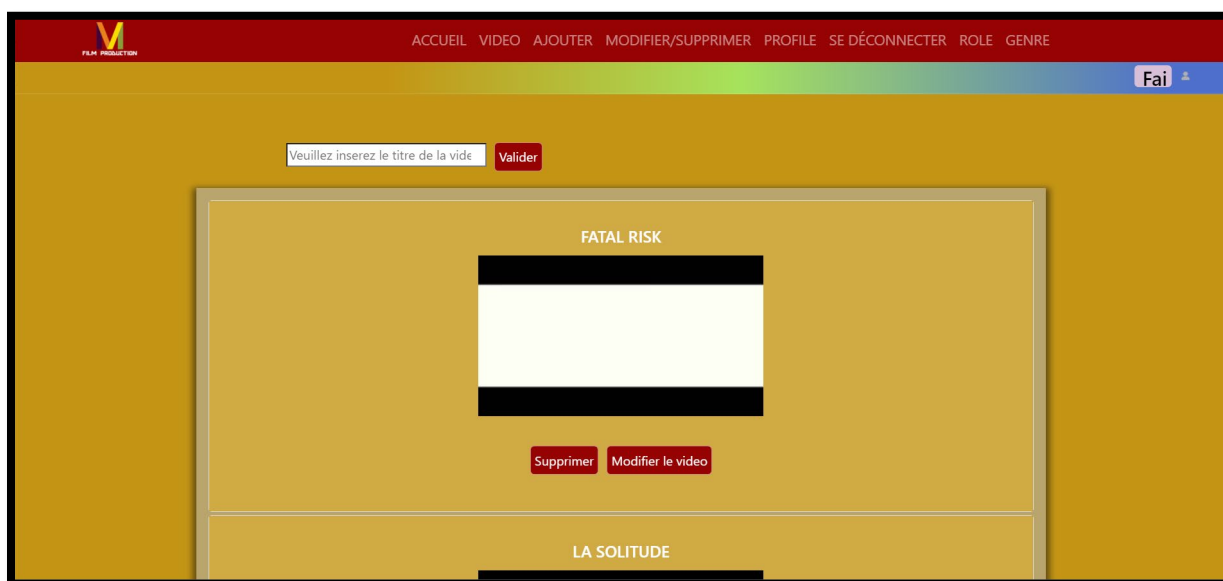 FILM PRODUCTION
ACCUEIL VIDEO AJOUTER MODIFIER/SUPPRIMER PROFILE SE DÉCONNECTER ROLE GENRE
Fai
Veuillez inserez le titre de la vide Valider
FATAL RISK
Supprimer Modifier le video
LA SOLITUDE